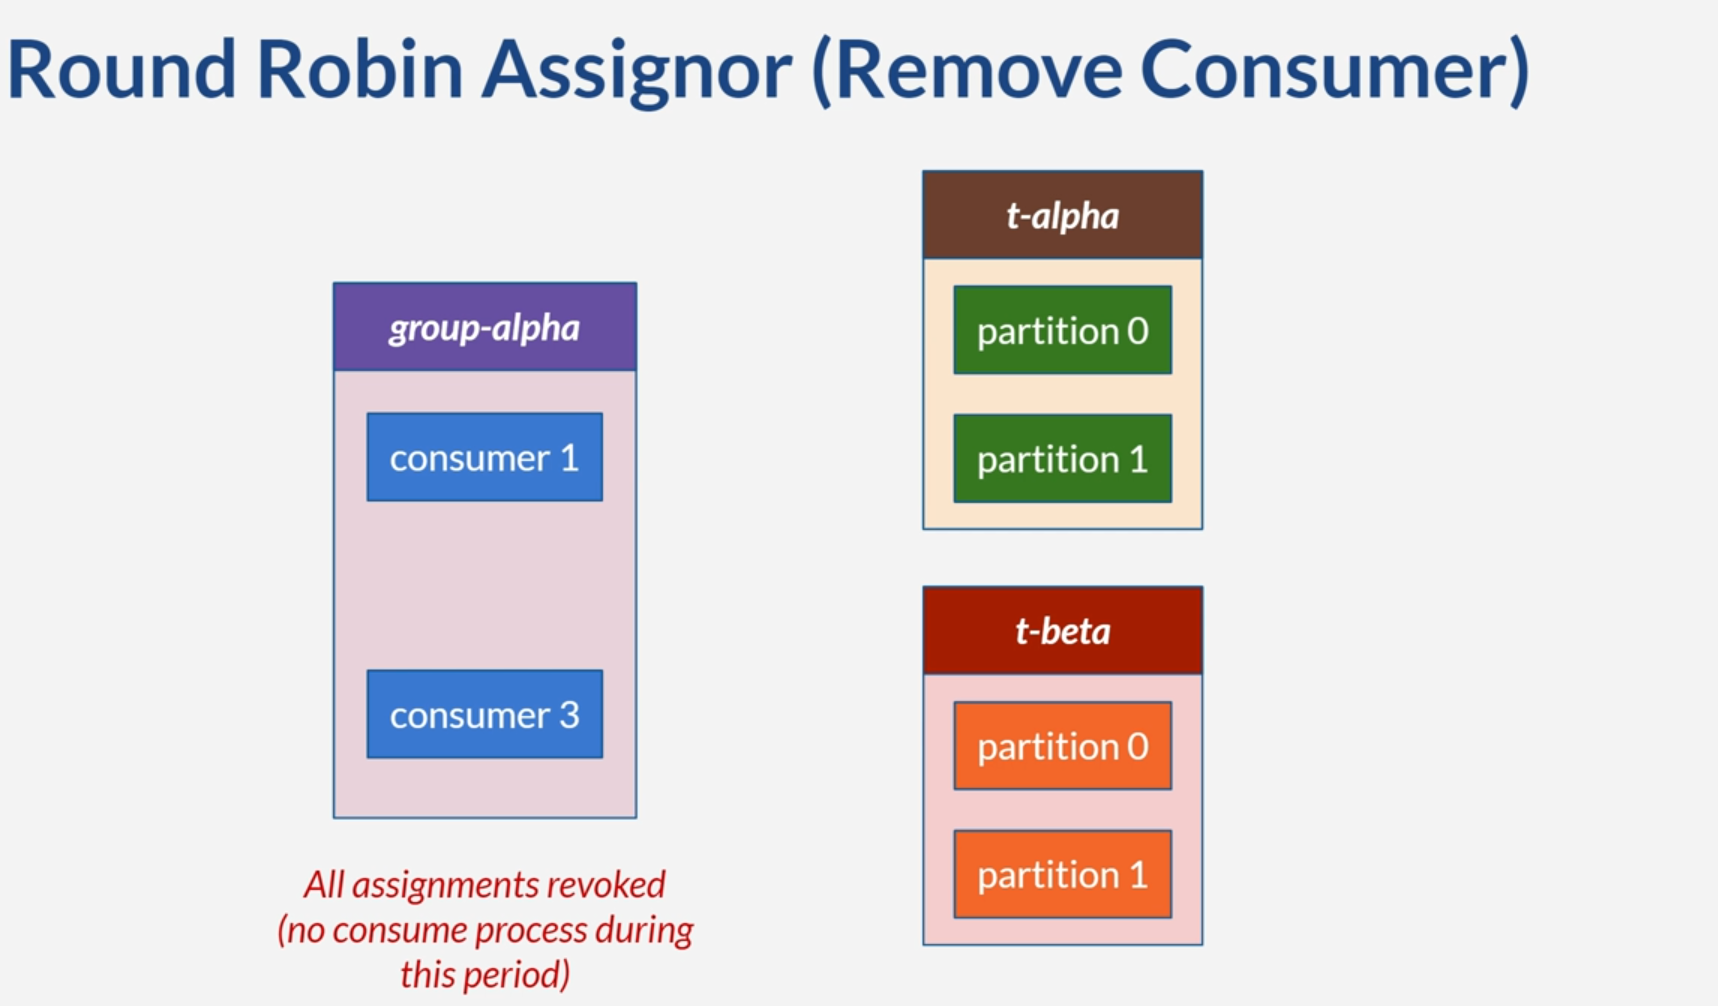 Round Robin Assignor (Remove Consumer)
group-alpha
consumer 1
consumer 3
All assignments revoked
(no consume process during
this period)
t-alpha
partition 0
partition 1
t-beta
partition 0
partition 1